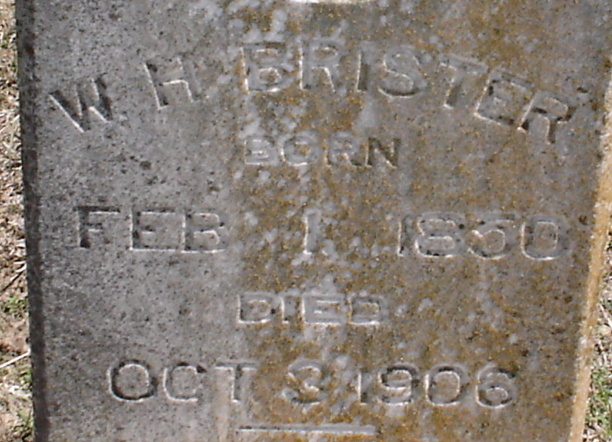 W. H. BRISTER
BORN
FEB 1, 1850
DIED
OCT 3, 1906